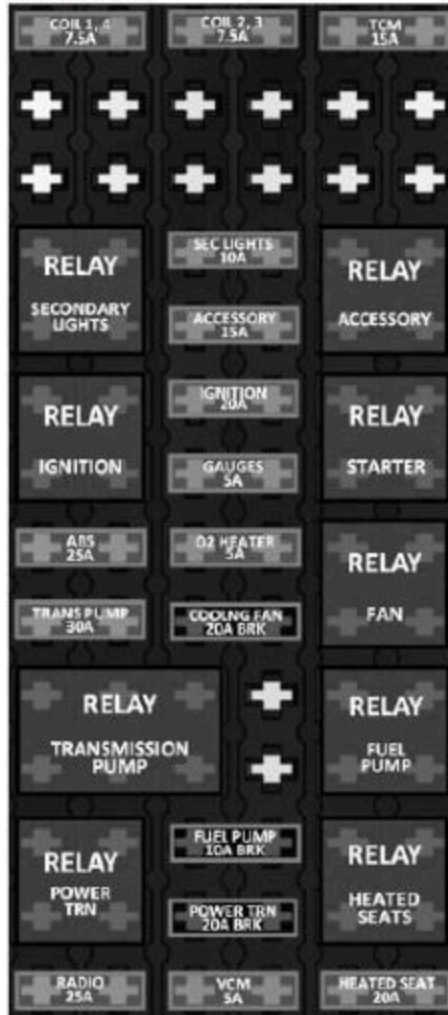 COIL 1, 4
7.5A
COIL 2, 3
7.5A
TCM
15A
RELAY
SECONDARY
LIGHTS
SEC LIGHTS
10A
ACCESSORY
15A
RELAY
ACCESSORY
RELAY
IGNITION
IGNITION
20A
GAUGES
5A
RELAY
STARTER
ABS
25A
O2 HEATER
5A
RELAY
FAN
TRANS PUMP
30A
COOLNG FAN
20A BRK
RELAY
TRANSMISSION
PUMP
RELAY
FUEL
PUMP
RELAY
POWER
TRN
FUEL PUMP
10A BRK
POWER TRN
20A BRK
RELAY
HEATED
SEATS
RADIO
25A
VCM
5A
HEATED SEAT
20A